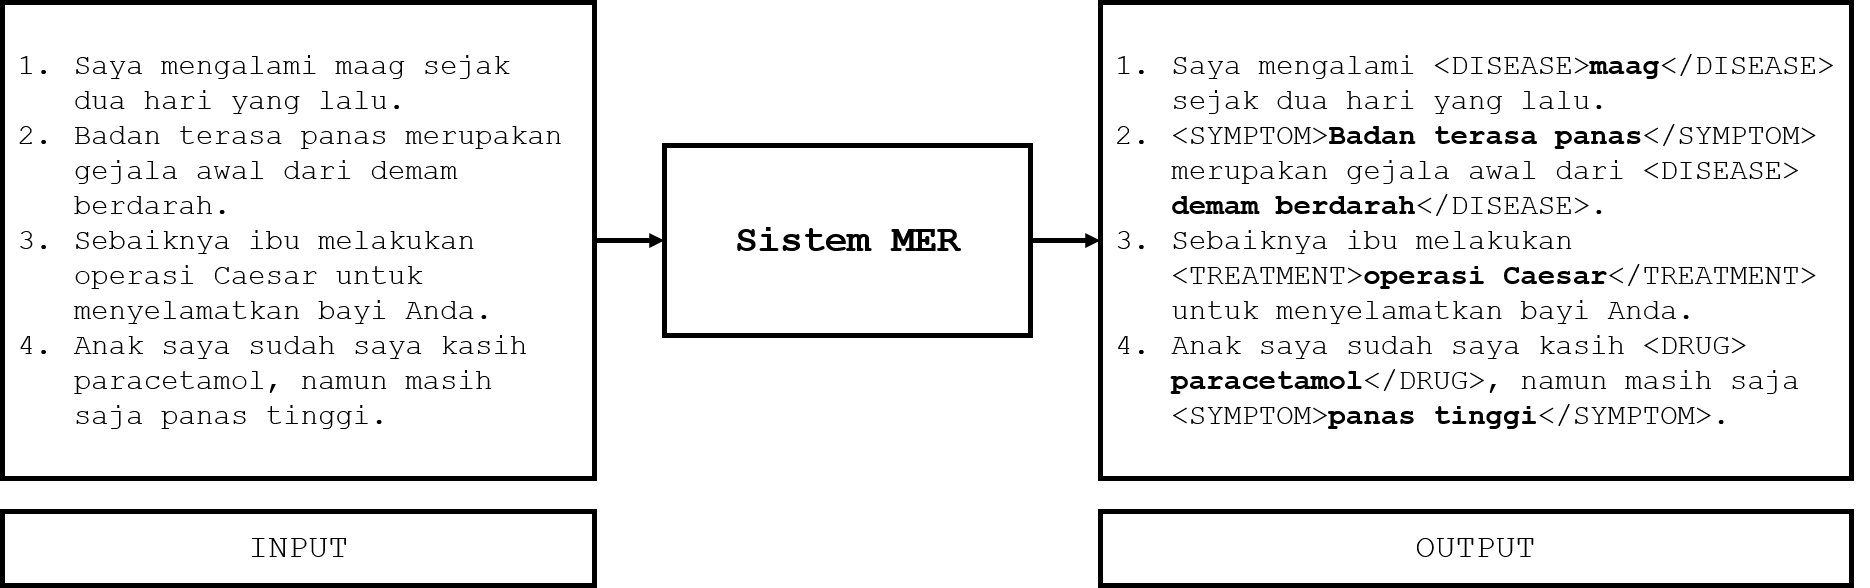 1. Saya mengalami maag sejak
dua hari yang lalu.
2. Badan terasa panas merupakan
gejala awal dari demam
berdarah.
3. Sebaiknya ibu melakukan
operasi Caesar untuk
menyelamatkan bayi Anda.
4. Anak saya sudah saya kasih
paracetamol, namun masih
saja panas tinggi.
INPUT
Sistem MER
1. Saya mengalami <DISEASE>maag</DISEASE>
sejak dua hari yang lalu.
2. <SYMPTOM>Badan terasa panas</SYMPTOM>
merupakan gejala awal dari <DISEASE>
demam berdarah</DISEASE>.
3. Sebaiknya ibu melakukan
<TREATMENT>operasi Caesar</TREATMENT>
untuk menyelamatkan bayi Anda.
4. Anak saya sudah saya kasih <DRUG>
paracetamol</DRUG>, namun masih saja
<SYMPTOM>panas tinggi</SYMPTOM>.
OUTPUT